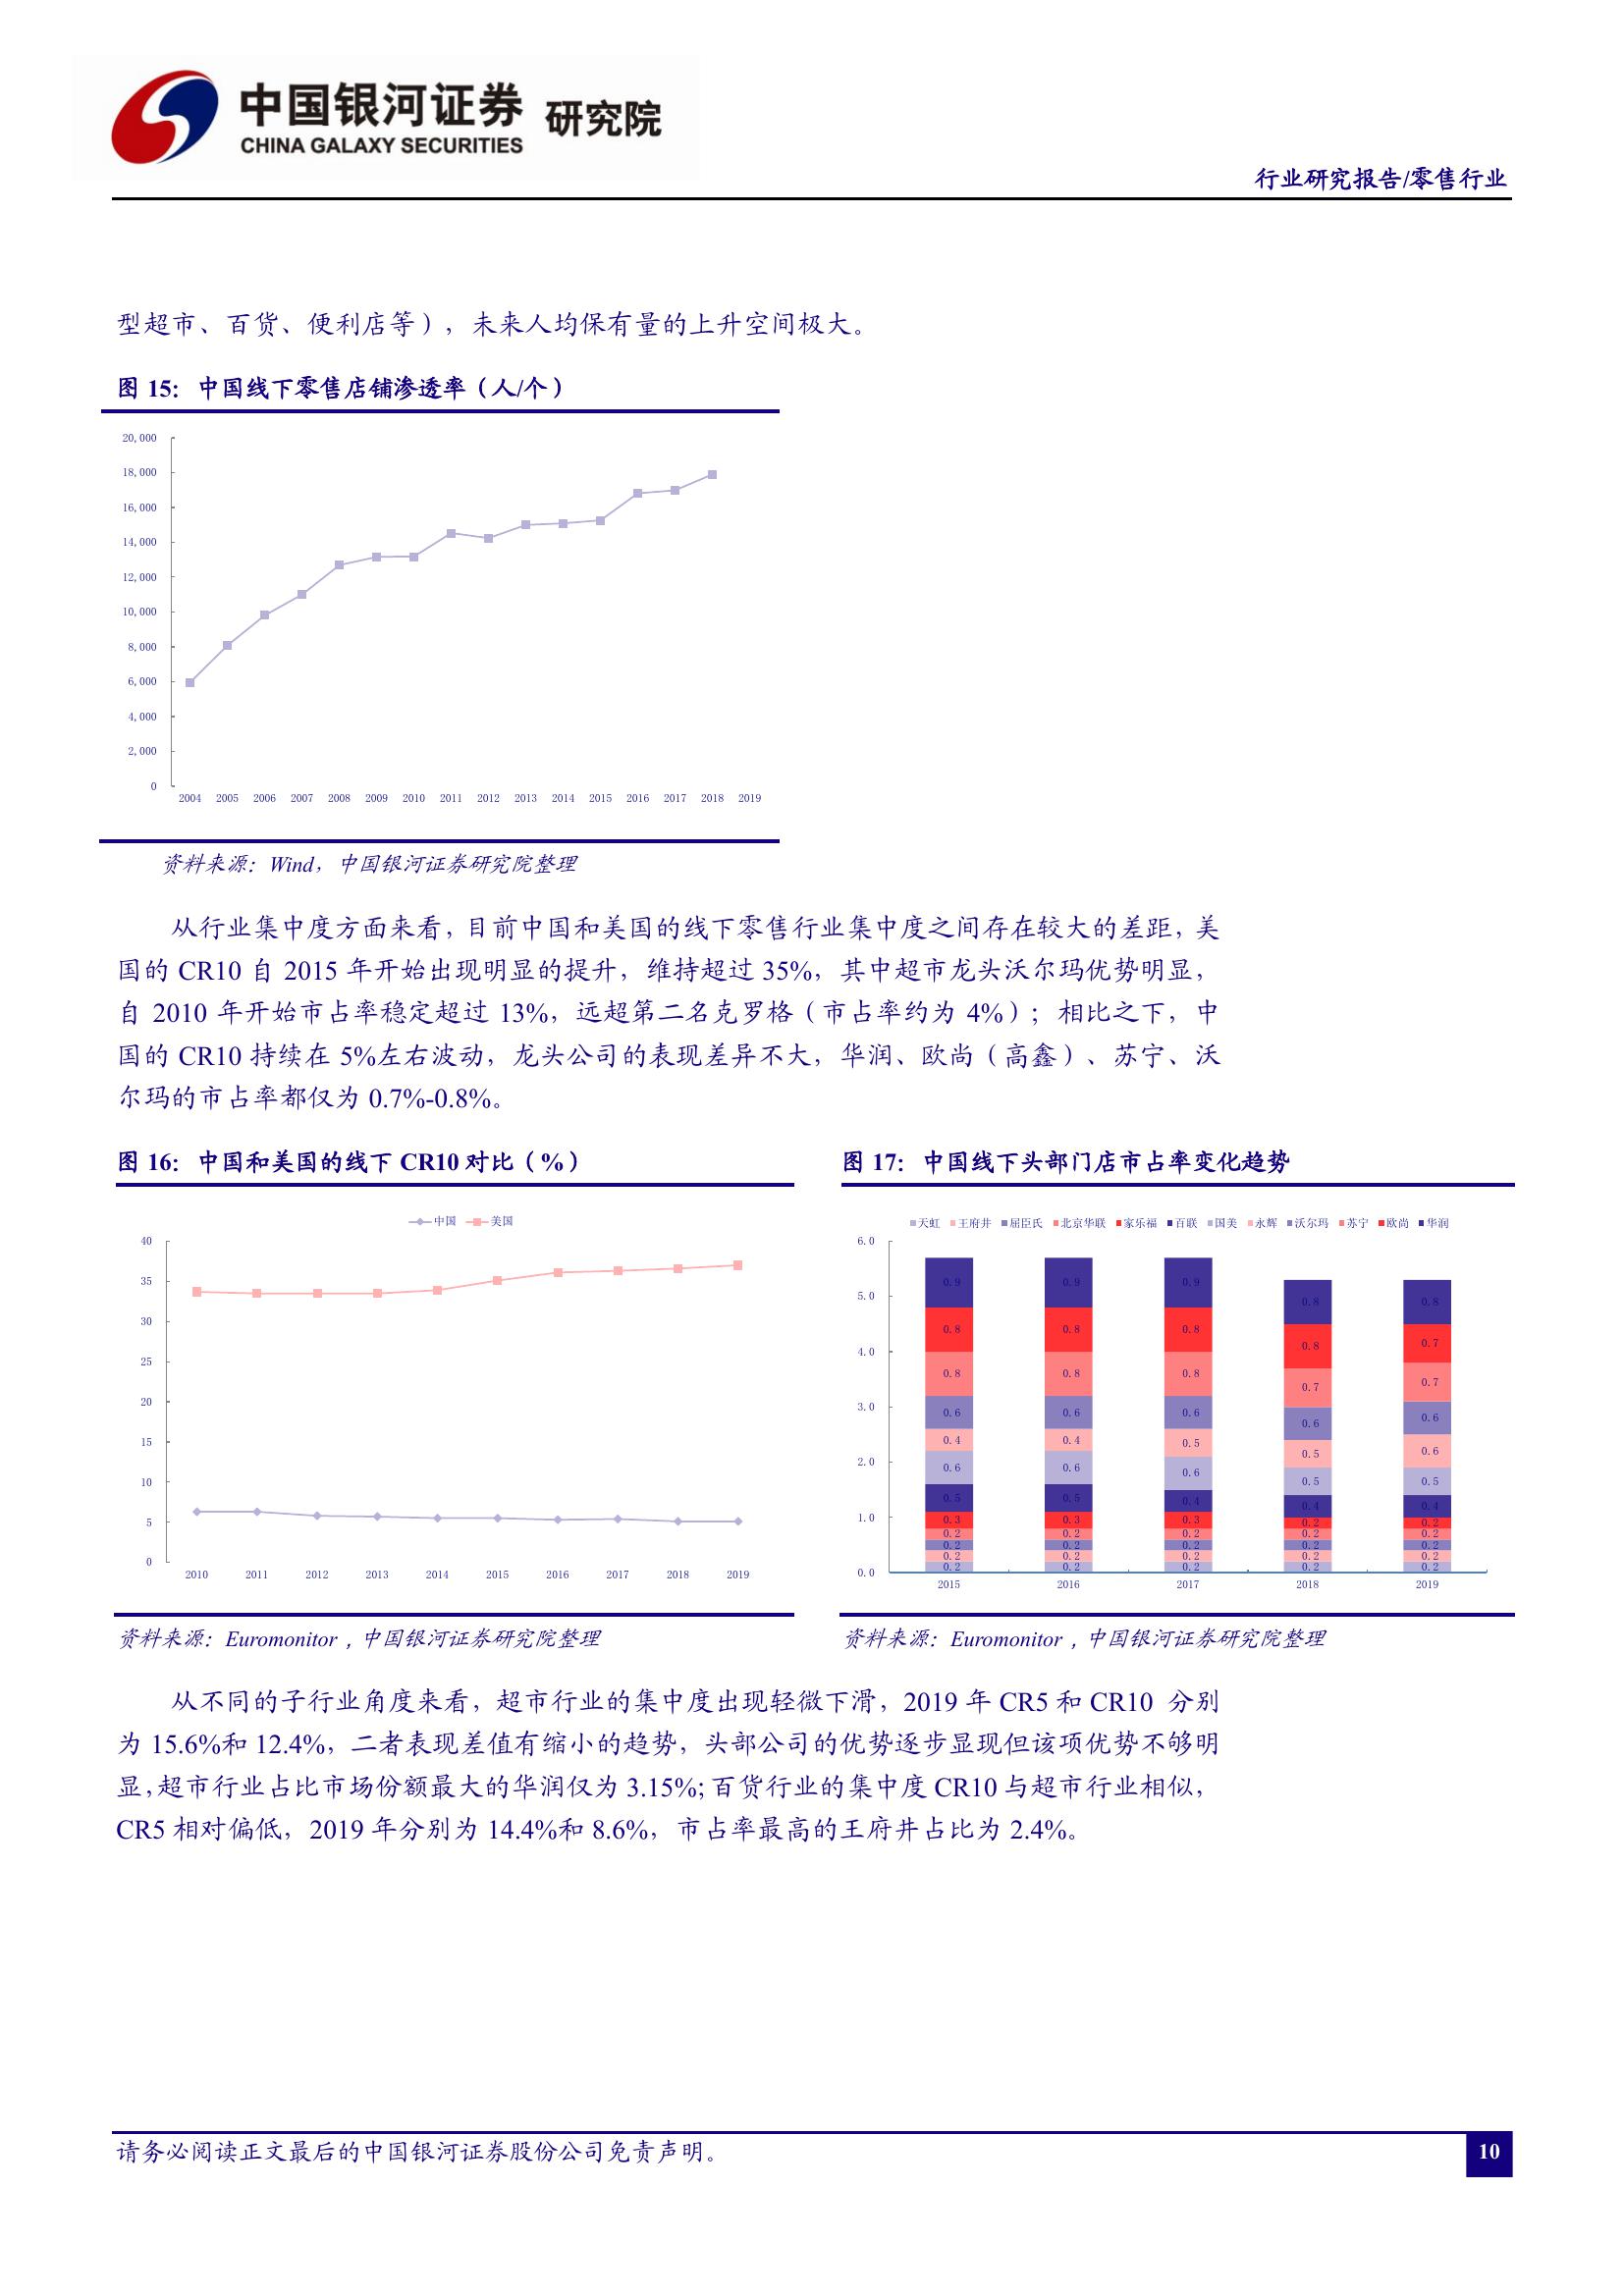 中国银河证券 研究院
CHINA GALAXY SECURITIES
行业研究报告/零售行业
型超市、百货、便利店等），未来人均保有量的上升空间极大。
图 15：中国线下零售店铺渗透率（人/个）
20,000
18,000
16,000
14,000
12,000
10,000
8,000
6,000
4,000
2,000
0
2004 2005 2006 2007 2008 2009 2010 2011 2012 2013 2014 2015 2016 2017 2018 2019
资料来源：Wind，中国银河证券研究院整理
从行业集中度方面来看，目前中国和美国的线下零售行业集中度之间存在较大的差距，美
国的 CR10 自 2015 年开始出现明显的提升，维持超过 35%，其中超市龙头沃尔玛优势明显，
自 2010 年开始市占率稳定超过 13%，远超第二名克罗格（市占率约为 4%）；相比之下，中
国的 CR10 持续在 5%左右波动，龙头公司的表现差异不大，华润、欧尚（高鑫）、苏宁、沃
尔玛的市占率都仅为 0.7%-0.8%。
图 16：中国和美国的线下 CR10 对比（%）
中国 美国
40
35
30
25
20
15
10
5
0
2010 2011 2012 2013 2014 2015 2016 2017 2018 2019
资料来源：Euromonitor，中国银河证券研究院整理
图 17：中国线下头部门店市占率变化趋势
天虹 王府井 屈臣氏 北京华联 家乐福 百联 国美 永辉 沃尔玛 苏宁 欧尚 华润
6.0
5.0
4.0
3.0
2.0
1.0
0.0
0.9 0.9 0.9 0.8 0.8
0.8 0.8 0.8 0.8 0.7
0.8 0.8 0.8 0.7 0.7
0.6 0.6 0.6 0.6 0.6
0.4 0.4 0.5 0.5 0.6
0.6 0.6 0.6 0.5 0.5
0.5 0.5 0.4 0.4 0.4
0.3 0.3 0.3 0.2 0.2
0.2 0.2 0.2 0.2 0.2
0.2 0.2 0.2 0.2 0.2
0.2 0.2 0.2 0.2 0.2
0.2 0.2 0.2 0.2 0.2
2015 2016 2017 2018 2019
资料来源：Euromonitor，中国银河证券研究院整理
从不同的子行业角度来看，超市行业的集中度出现轻微下滑，2019 年 CR5 和 CR10 分别
为 15.6%和 12.4%，二者表现差值有缩小的趋势，头部公司的优势逐步显现但该项优势不够明
显，超市行业占比市场份额最大的华润仅为 3.15%；百货行业的集中度 CR10 与超市行业相似，
CR5 相对偏低，2019 年分别为 14.4%和 8.6%，市占率最高的王府井占比为 2.4%。
请务必阅读正文最后的中国银河证券股份公司免责声明。
10